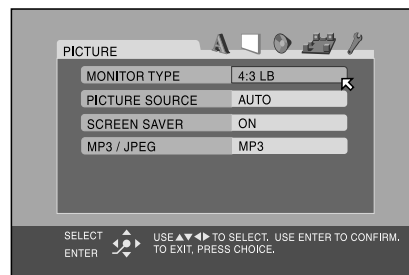 PICTURE
MONITOR TYPE 4:3 LB
PICTURE SOURCE AUTO
SCREEN SAVER ON
MP3 / JPEG MP3
SELECT
ENTER
USE ▲▼◀▶ TO SELECT. USE ENTER TO CONFIRM.
TO EXIT, PRESS CHOICE.